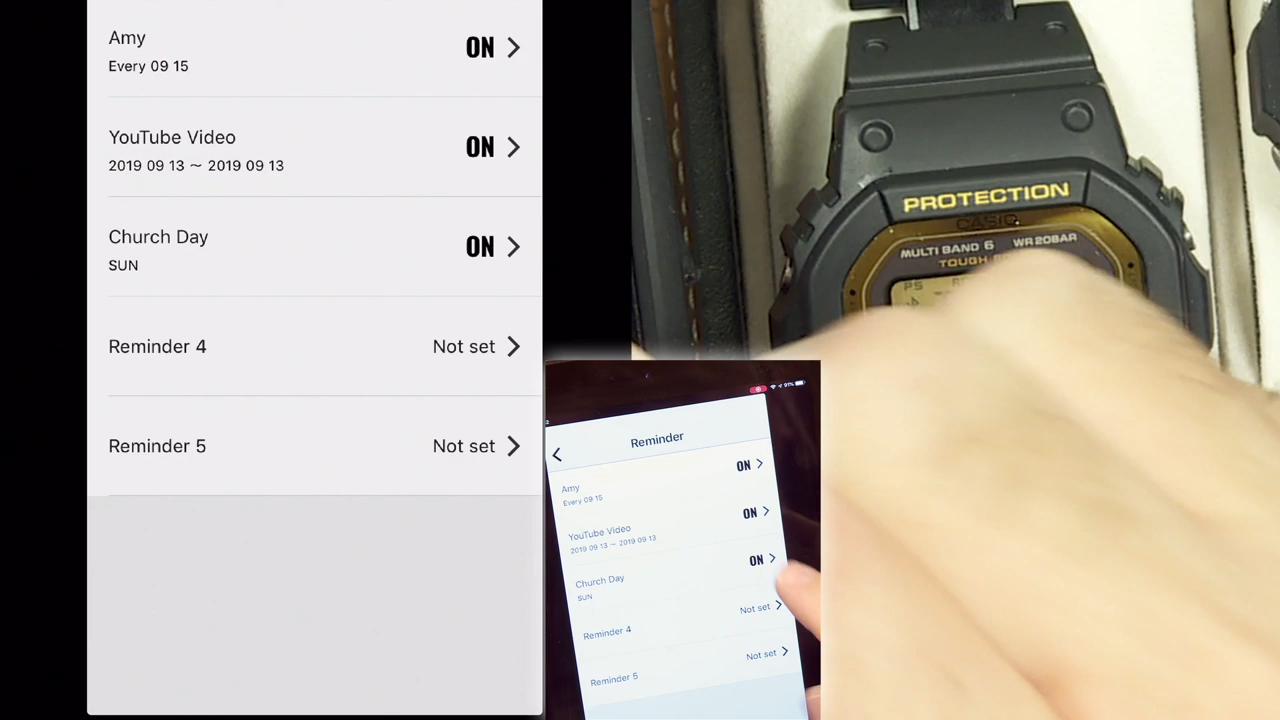 Amy
ON
Every 09 15
YouTube Video
ON
2019 09 13 ~ 2019 09 13
Church Day
ON
SUN
Reminder 4
Not set
Reminder 5
Not set
PROTECTION
CASIO
MULTI BAND 6
WR20BAR
PS
91%
Reminder
Amy
ON
Every 09 15
YouTube Video
ON
2019 09 13 ~ 2019 09 13
Church Day
ON
SUN
Reminder 4
Not set
Reminder 5
Not set